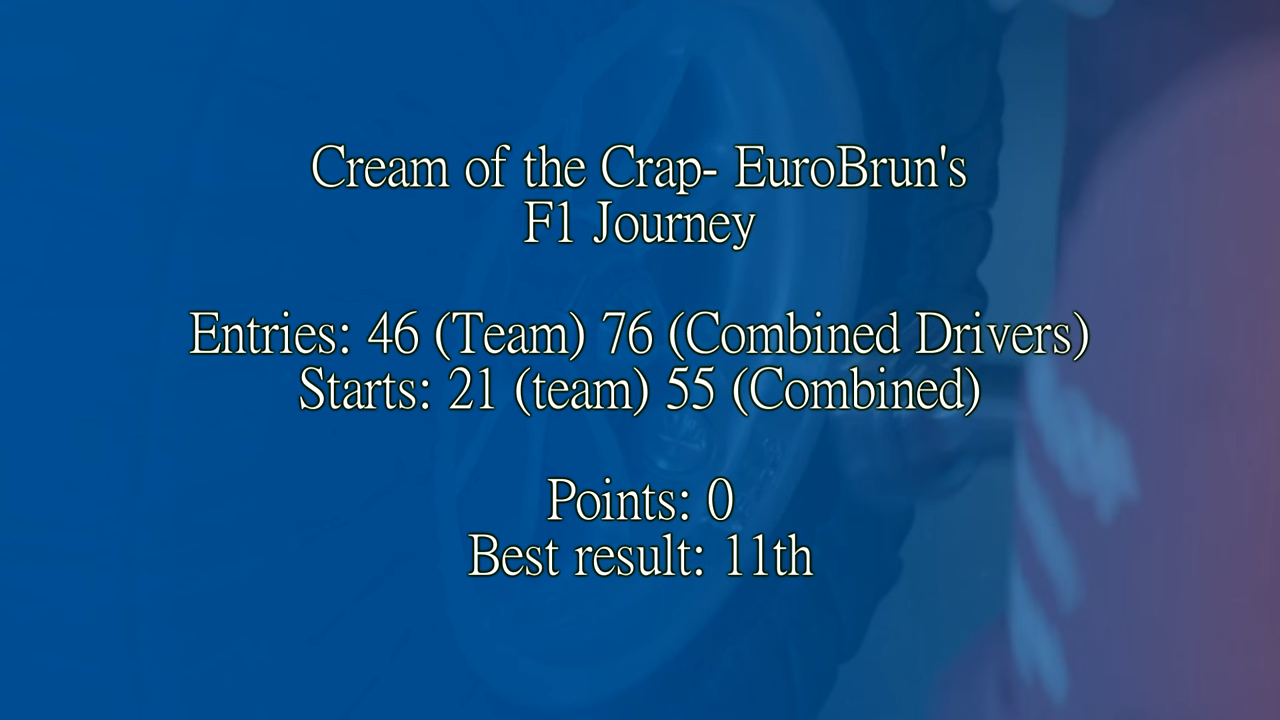 Cream of the Crap- EuroBrun's
F1 Journey
Entries: 46 (Team) 76 (Combined Drivers)
Starts: 21 (team) 55 (Combined)
Points: 0
Best result: 11th